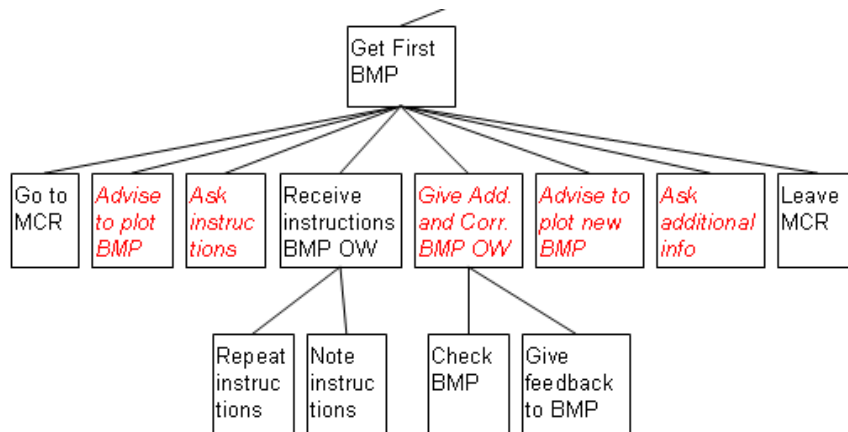 Get First
BMP
Go to
MCR
Advise
to plot
BMP
Ask
instruc
tions
Receive
instructions
BMP OW
Give Add.
and Corr.
BMP OW
Advise to
plot new
BMP
Ask
additional
info
Leave
MCR
Repeat
instruc
tions
Note
instruc
tions
Check
BMP
Give
feedback
to BMP